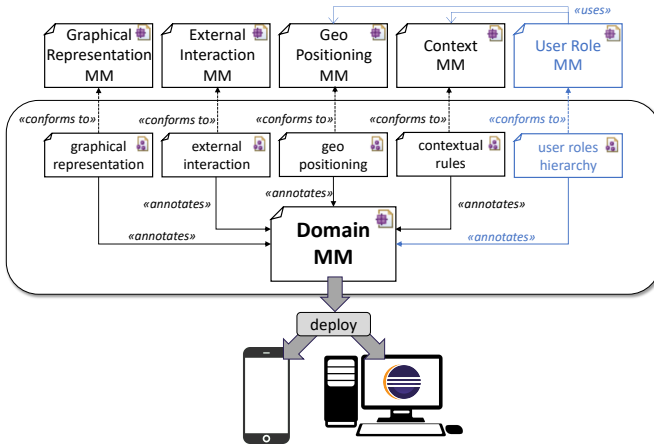 «uses»
Graphical
Representation
MM
External
Interaction
MM
Geo
Positioning
MM
Context
MM
User Role
MM
«conforms to»
«conforms to»
«conforms to»
«conforms to»
«conforms to»
graphical
representation
external
interaction
geo
positioning
contextual
rules
user roles
hierarchy
«annotates»
«annotates»
«annotates»
«annotates»
«annotates»
Domain
MM
deploy